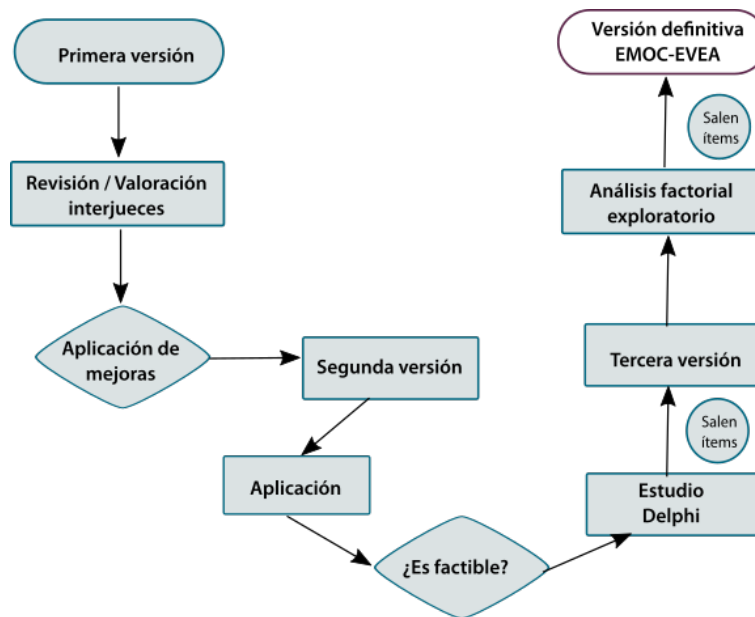 Primera versión
Revisión / Valoración
interjueces
Aplicación de
mejoras
Segunda versión
Aplicación
¿Es factible?
Estudio
Delphi
Salen
ítems
Tercera versión
Análisis factorial
exploratorio
Salen
ítems
Versión definitiva
EMOC-EVEA